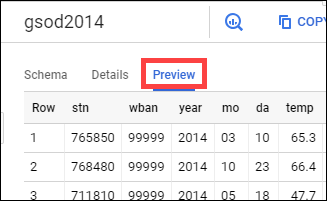 gsod2014
COPY
Schema Details Preview
Row stn wban year mo da temp
1 765850 99999 2014 03 10 65.3
2 768480 99999 2014 10 23 66.4
3 711810 99999 2014 05 18 47.7